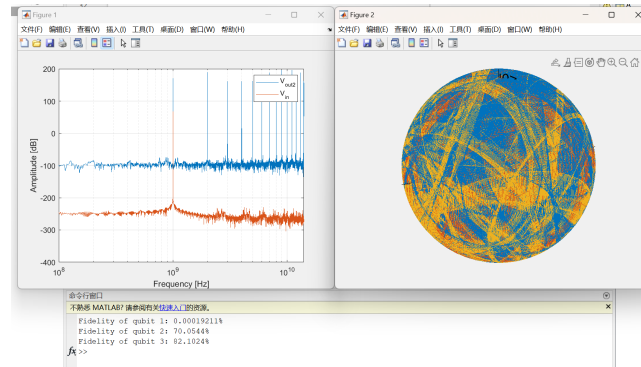 Figure 1
文件(F) 编辑(E) 查看(V) 插入(I) 工具(T) 桌面(D) 窗口(W) 帮助(H)
200
100
0
-100
-200
-300
-400
Amplitude [dB]
10^8
10^9
10^10
Frequency [Hz]
V_out2
V_in
Figure 2
文件(F) 编辑(E) 查看(V) 插入(I) 工具(T) 桌面(D) 窗口(W) 帮助(H)
命令行窗口
不熟悉 MATLAB? 请参阅有关快速入门的资源。
Fidelity of qubit 1: 0.00019211%
Fidelity of qubit 2: 70.0544%
Fidelity of qubit 3: 82.1024%
fx >>